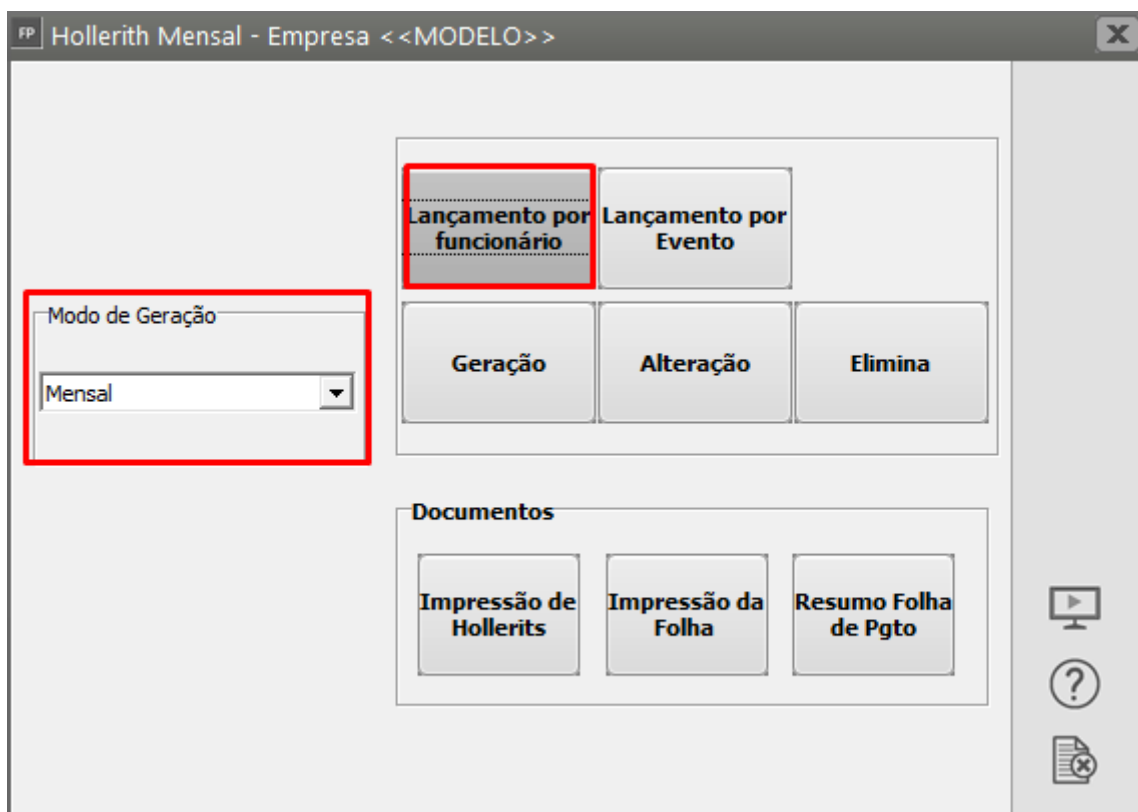 FP Hollerith Mensal - Empresa <<MODELO>>
Lançamento por
funcionário
Lançamento por
Evento
Modo de Geração
Mensal
Geração
Alteração
Elimina
Documentos
Impressão de
Hollerits
Impressão da
Folha
Resumo Folha
de Pgto
?